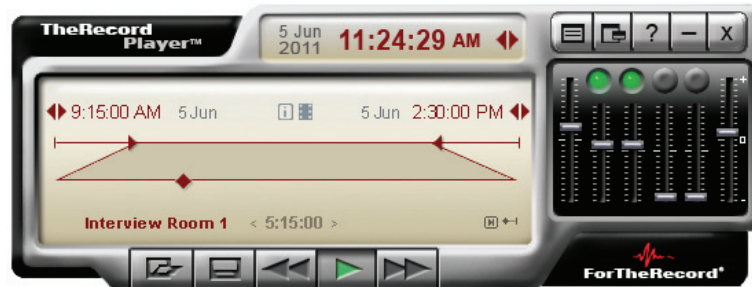 TheRecord
Player™
5 Jun
2011
11:24:29 AM
?
–
X
9:15:00 AM 5 Jun i 5 Jun 2:30:00 PM
+
-
Interview Room 1 < 5:15:00 >
ForTheRecord®